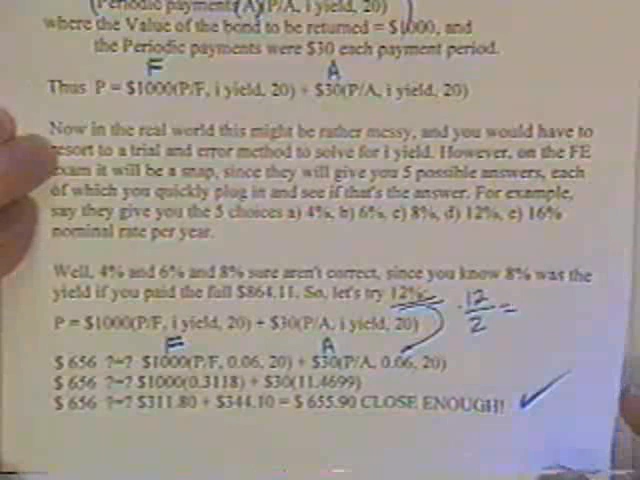 (Periodic payments(A)(P/A, i yield, 20)
where the Value of the bond to be returned = $1000, and
the Periodic payments were $30 each payment period.
F A
Thus P = $1000(P/F, i yield, 20) + $30(P/A, i yield, 20)
Now in the real world this might be rather messy, and you would have to
resort to a trial and error method to solve for i yield. However, on the FE
exam it will be a snap, since they will give you 5 possible answers, each
of which you quickly plug in and see if that's the answer. For example,
say they give you the 5 choices a) 4%, b) 6%, c) 8%, d) 12%, e) 16%
nominal rate per year.
Well, 4% and 6% and 8% sure aren't correct, since you know 8% was the
yield if you paid the full $864.11. So, let's try 12%.
.12/2 =
P = $1000(P/F, i yield, 20) + $30(P/A, i yield, 20)
F A
$ 656 ?=? $1000(P/F, 0.06, 20) + $30(P/A, 0.06, 20)
$ 656 ?=? $1000(0.3118) + $30(11.4699)
$ 656 ?=? $311.80 + $344.10 = $ 655.90 CLOSE ENOUGH!